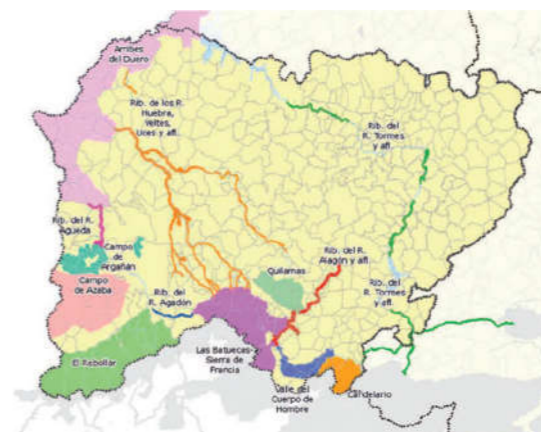 Arribes
del Duero
Rib. de los R.
Huebra,
Yeltes,
Uces y afl.
Rib. del
R. Tormes
y afl.
Rib. del R.
Águeda
Campo
de
Argañán
Campo
de Azaba
Rib. del
R. Agadón
Quilamas
Rib. del R.
Alagón y afl.
Rib. del
R. Tormes
y afl.
El Rebollar
Las Batuecas-
Sierra de
Francia
Valle del
Cuerpo de
Hombre
Candelario